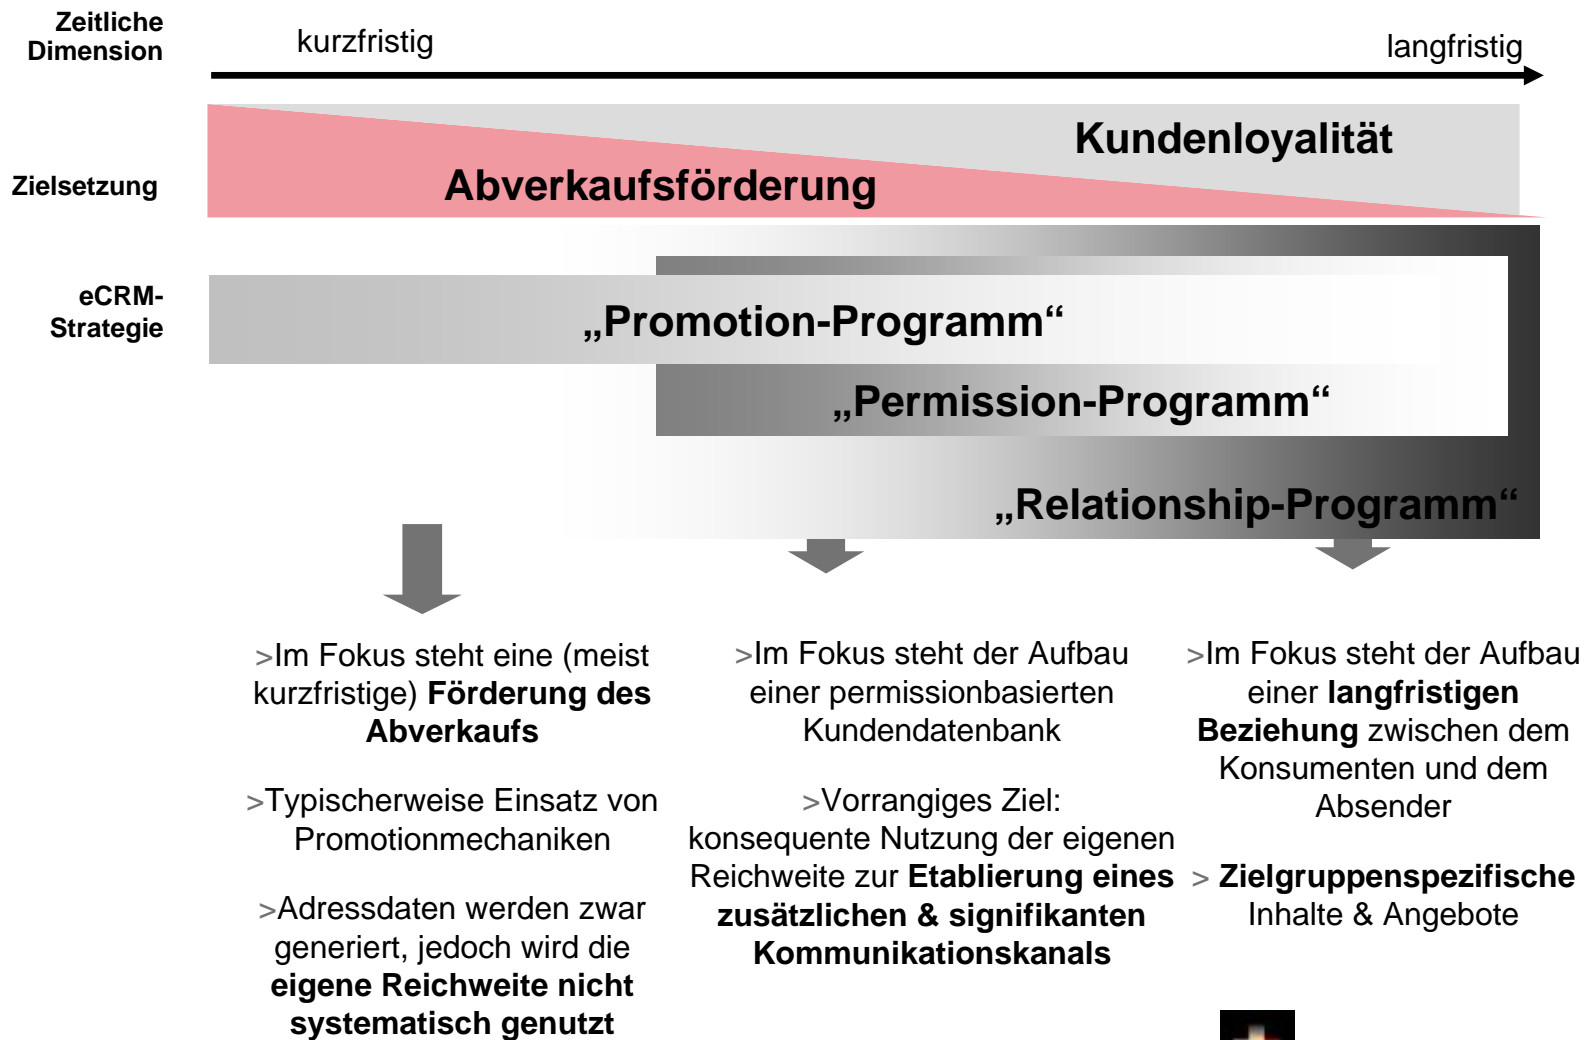 Zeitliche
Dimension
kurzfristig
langfristig
Zielsetzung
Kundenloyalität
Abverkaufsförderung
eCRM-
Strategie
„Promotion-Programm“
„Permission-Programm“
„Relationship-Programm“
>Im Fokus steht eine (meist
kurzfristige) Förderung des
Abverkaufs
>Typischerweise Einsatz von
Promotionmechaniken
>Adressdaten werden zwar
generiert, jedoch wird die
eigene Reichweite nicht
systematisch genutzt
>Im Fokus steht der Aufbau
einer permissionbasierten
Kundendatenbank
>Vorrangiges Ziel:
konsequente Nutzung der eigenen
Reichweite zur Etablierung eines
zusätzlichen & signifikanten
Kommunikationskanals
>Im Fokus steht der Aufbau
einer langfristigen
Beziehung zwischen dem
Konsumenten und dem
Absender
> Zielgruppenspezifische
Inhalte & Angebote